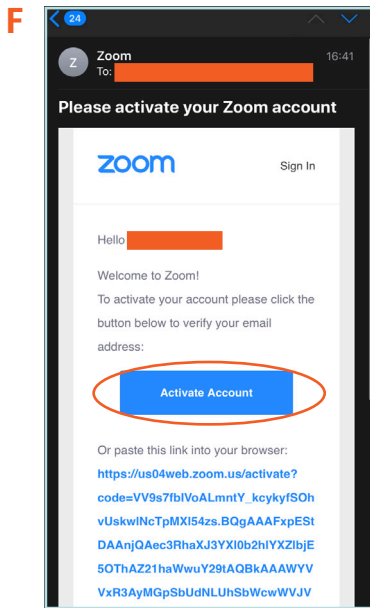 F
24
Z
Zoom
16:41
To:
Please activate your Zoom account
zoom
Sign In
Hello
Welcome to Zoom!
To activate your account please click the
button below to verify your email
address:
Activate Account
Or paste this link into your browser:
https://us04web.zoom.us/activate?
code=VV9s7fblVoALmntY_kcykyfSOh
vUskwlNcTpMXl54zs.BQgAAAFxpESt
DAAnjQAec3RhaXJ3YXl0b2hlYXZlbjE
5OThAZ21haWwuY29tAQBkAAAWYV
VxR3AyMGpSbUdNLUhSbWcwWVJV